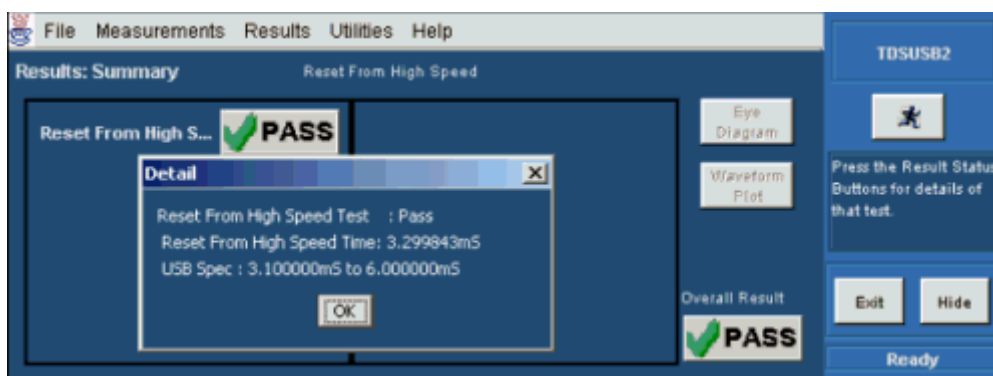 File Measurements Results Utilities Help
TDSUSB2
Results: Summary Reset From High Speed
Reset From High S... PASS
Eye
Diagram
Waveform
Plot
Press the Result Status
Buttons for details of
that test.
Detail
Reset From High Speed Test : Pass
Reset From High Speed Time: 3.299843mS
USB Spec : 3.100000mS to 6.000000mS
OK
Overall Result
PASS
Exit Hide
Ready